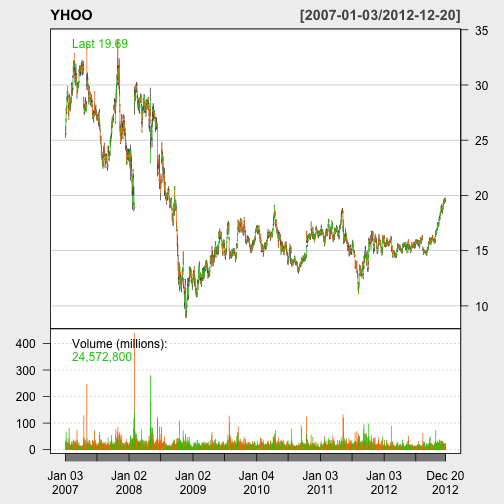 YHOO [2007-01-03/2012-12-20]
Last 19.69
35
30
25
20
15
10
Volume (millions):
24,572,800
400
300
200
100
0
Jan 03 Jan 02 Jan 02 Jan 04 Jan 03 Jan 03 Dec 20
2007 2008 2009 2010 2011 2012 2012